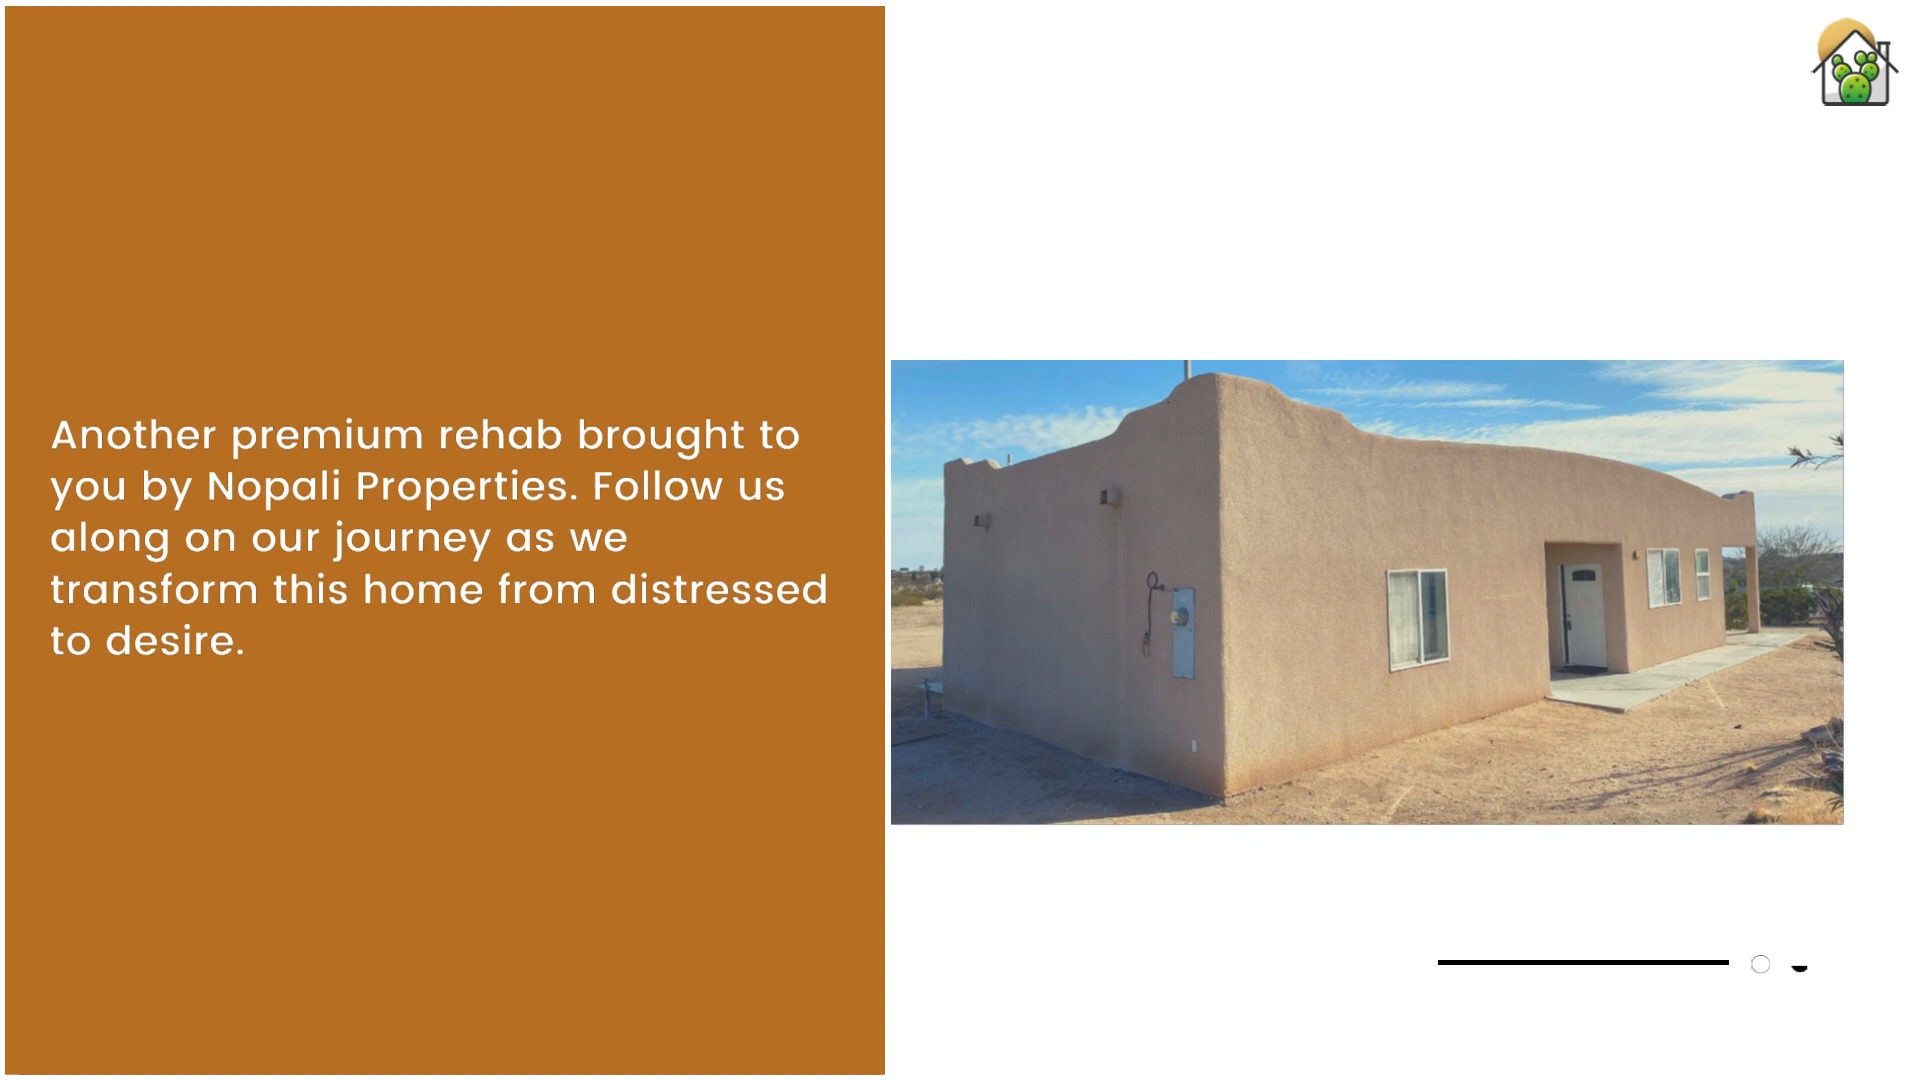 Another premium rehab brought to
you by Nopali Properties. Follow us
along on our journey as we
transform this home from distressed
to desire.